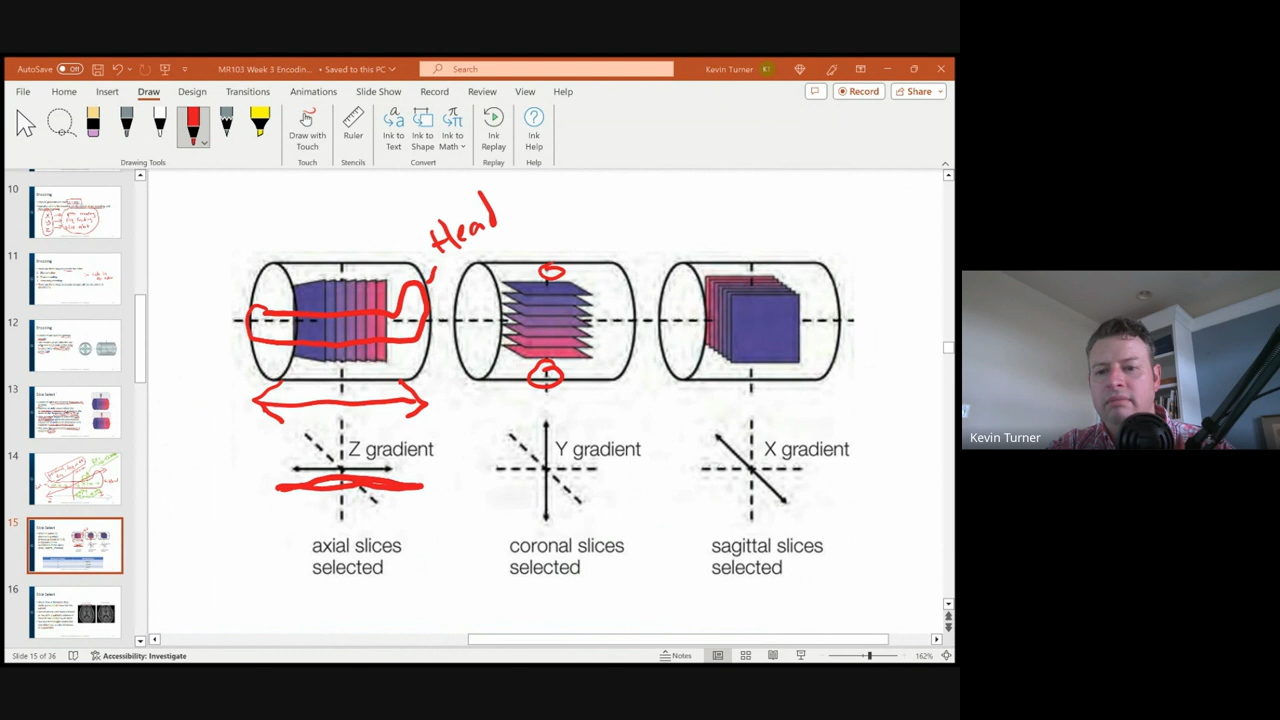 AutoSave Off
MR103 Week 3 Encodin... • Saved to this PC
Search
Kevin Turner
KT
File Home Insert Draw Design Transitions Animations Slide Show Record Review View Help
Record
Share
Draw with Touch
Ruler
Ink to Text
Ink to Shape
Ink to Math
Ink Replay
Ink Help
Drawing Tools
Touch
Stencils
Convert
Replay
Help
10
11
12
13
14
15
16
Head
Z gradient
Y gradient
X gradient
axial slices
selected
coronal slices
selected
sagittal slices
selected
Slide 15 of 36
Accessibility: Investigate
Notes
162%
Kevin Turner